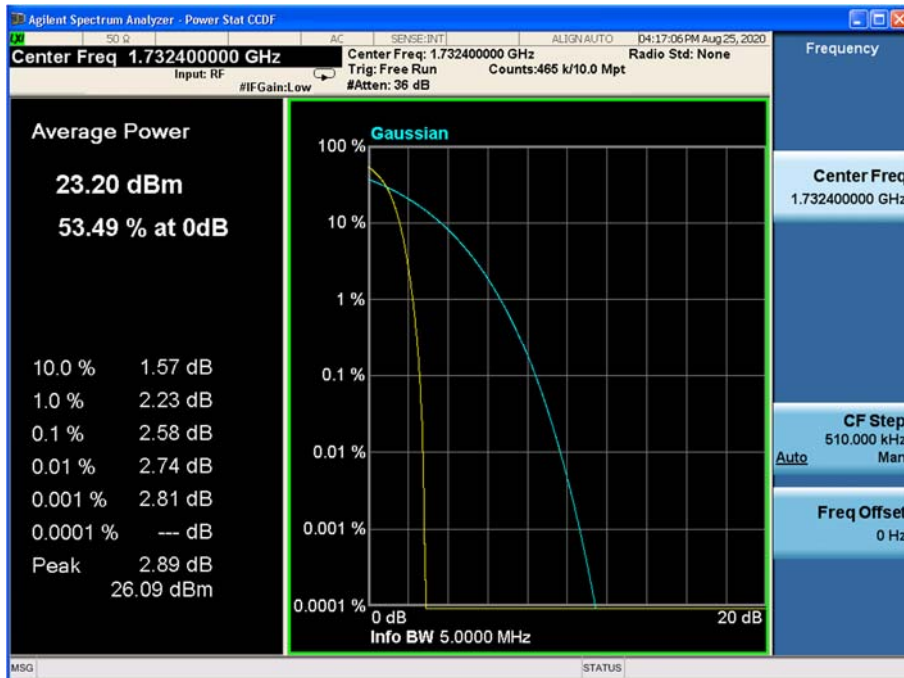 Agilent Spectrum Analyzer - Power Stat CCDF
LXI 50 Ω AC SENSE:INT ALIGN AUTO 04:17:06 PM Aug 25, 2020
Center Freq 1.732400000 GHz
Input: RF
#IFGain:Low
Center Freq: 1.732400000 GHz Radio Std: None
Trig: Free Run Counts:465 k/10.0 Mpt
#Atten: 36 dB
Average Power
23.20 dBm
53.49 % at 0dB
10.0 % 1.57 dB
1.0 % 2.23 dB
0.1 % 2.58 dB
0.01 % 2.74 dB
0.001 % 2.81 dB
0.0001 % --- dB
Peak 2.89 dB
26.09 dBm
Gaussian
100 %
10 %
1 %
0.1 %
0.01 %
0.001 %
0.0001 %
0 dB 20 dB
Info BW 5.0000 MHz
Frequency
Center Freq
1.732400000 GHz
CF Step
510.000 kHz
Auto Man
Freq Offset
0 Hz
MSG STATUS